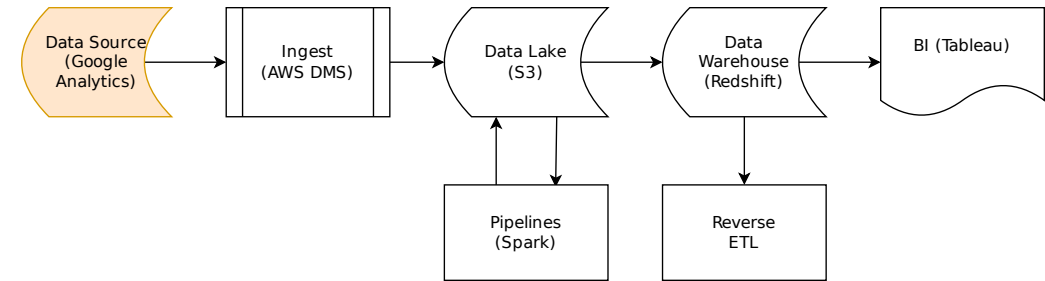 Data Source
(Google
Analytics)
Ingest
(AWS DMS)
Data Lake
(S3)
Data
Warehouse
(Redshift)
BI (Tableau)
Pipelines
(Spark)
Reverse
ETL